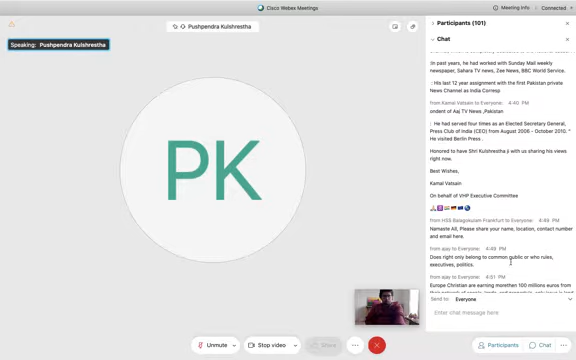 Cisco Webex Meetings
Meeting Info
Connected
Pushpendra Kulshrestha
Speaking: Pushpendra Kulshrestha
PK
Participants (101)
Chat
:In past years, he had worked with Sunday Mail weekly
newspaper, Sahara TV news, Zee News, BBC World Service.
: His last 12 year assignment with the first Pakistan private
News Channel as India Corresp
from Kamal Vatsain to Everyone: 4:40 PM
ondent of Aaj TV News ,Pakistan
: He had served four times as an Elected Secretary General,
Press Club of India (CEO) from August 2006 - October 2010. *
He visited Berlin Press .
Honored to have Shri Kulshrestha ji with us sharing his views
right now.
Best Wishes,
Kamal Vatsain
On behalf of VHP Executive Committee
from HSS Balagokulam Frankfurt to Everyone: 4:46 PM
Namaste All, Please share your name, location, contact number
and email here.
from ajay to Everyone: 4:49 PM
Does right only belong to common public or who rules,
executives, politics.
from ajay to Everyone: 4:51 PM
Europe Christian are earning morethen 100 millions euros from
Send to: Everyone
Enter chat message here
Unmute
Stop video
Share
Participants
Chat